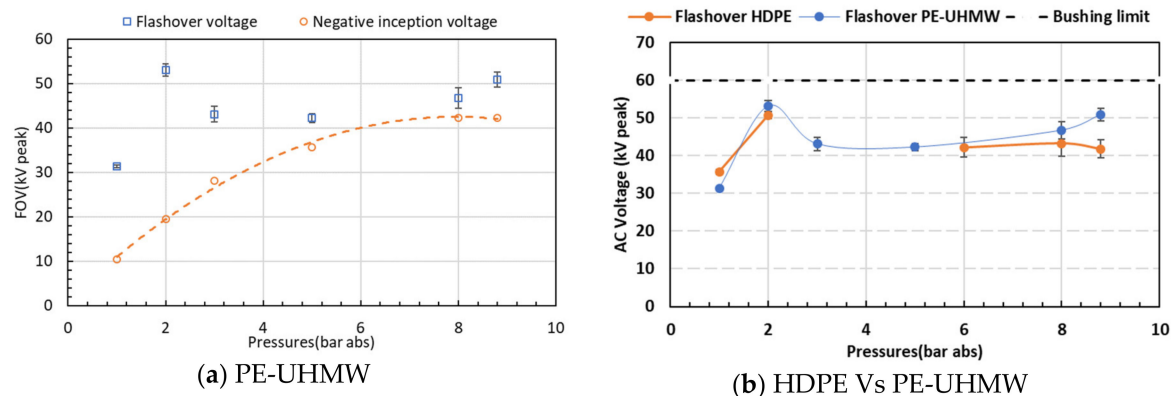 Flashover voltage
Negative inception voltage
60
50
40
30
20
10
0
FOV(kV peak)
0 2 4 6 8 10
Pressures(bar abs)
(a) PE-UHMW
Flashover HDPE
Flashover PE-UHMW
Bushing limit
70
60
50
40
30
20
10
0
AC Voltage (kV peak)
0 2 4 6 8 10
Pressures(bar abs)
(b) HDPE Vs PE-UHMW